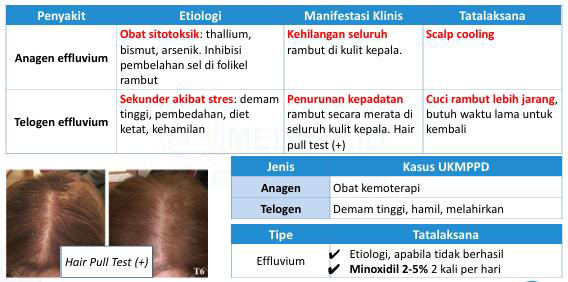 Penyakit Etiologi Manifestasi Klinis Tatalaksana
Anagen effluvium
Obat sitotoksik: thallium,
bismut, arsenik. Inhibisi
pembelahan sel di folikel
rambut
Kehilangan seluruh
rambut di kulit kepala.
Scalp cooling
Telogen effluvium
Sekunder akibat stres: demam
tinggi, pembedahan, diet
ketat, kehamilan
Penurunan kepadatan
rambut secara merata di
seluruh kulit kepala. Hair
pull test (+)
Cuci rambut lebih jarang,
butuh waktu lama untuk
kembali
Hair Pull Test (+)
T6
Jenis Kasus UKMPPD
Anagen Obat kemoterapi
Telogen Demam tinggi, hamil, melahirkan
Tipe Tatalaksana
Effluvium
✔ Etiologi, apabila tidak berhasil
✔ Minoxidil 2-5% 2 kali per hari